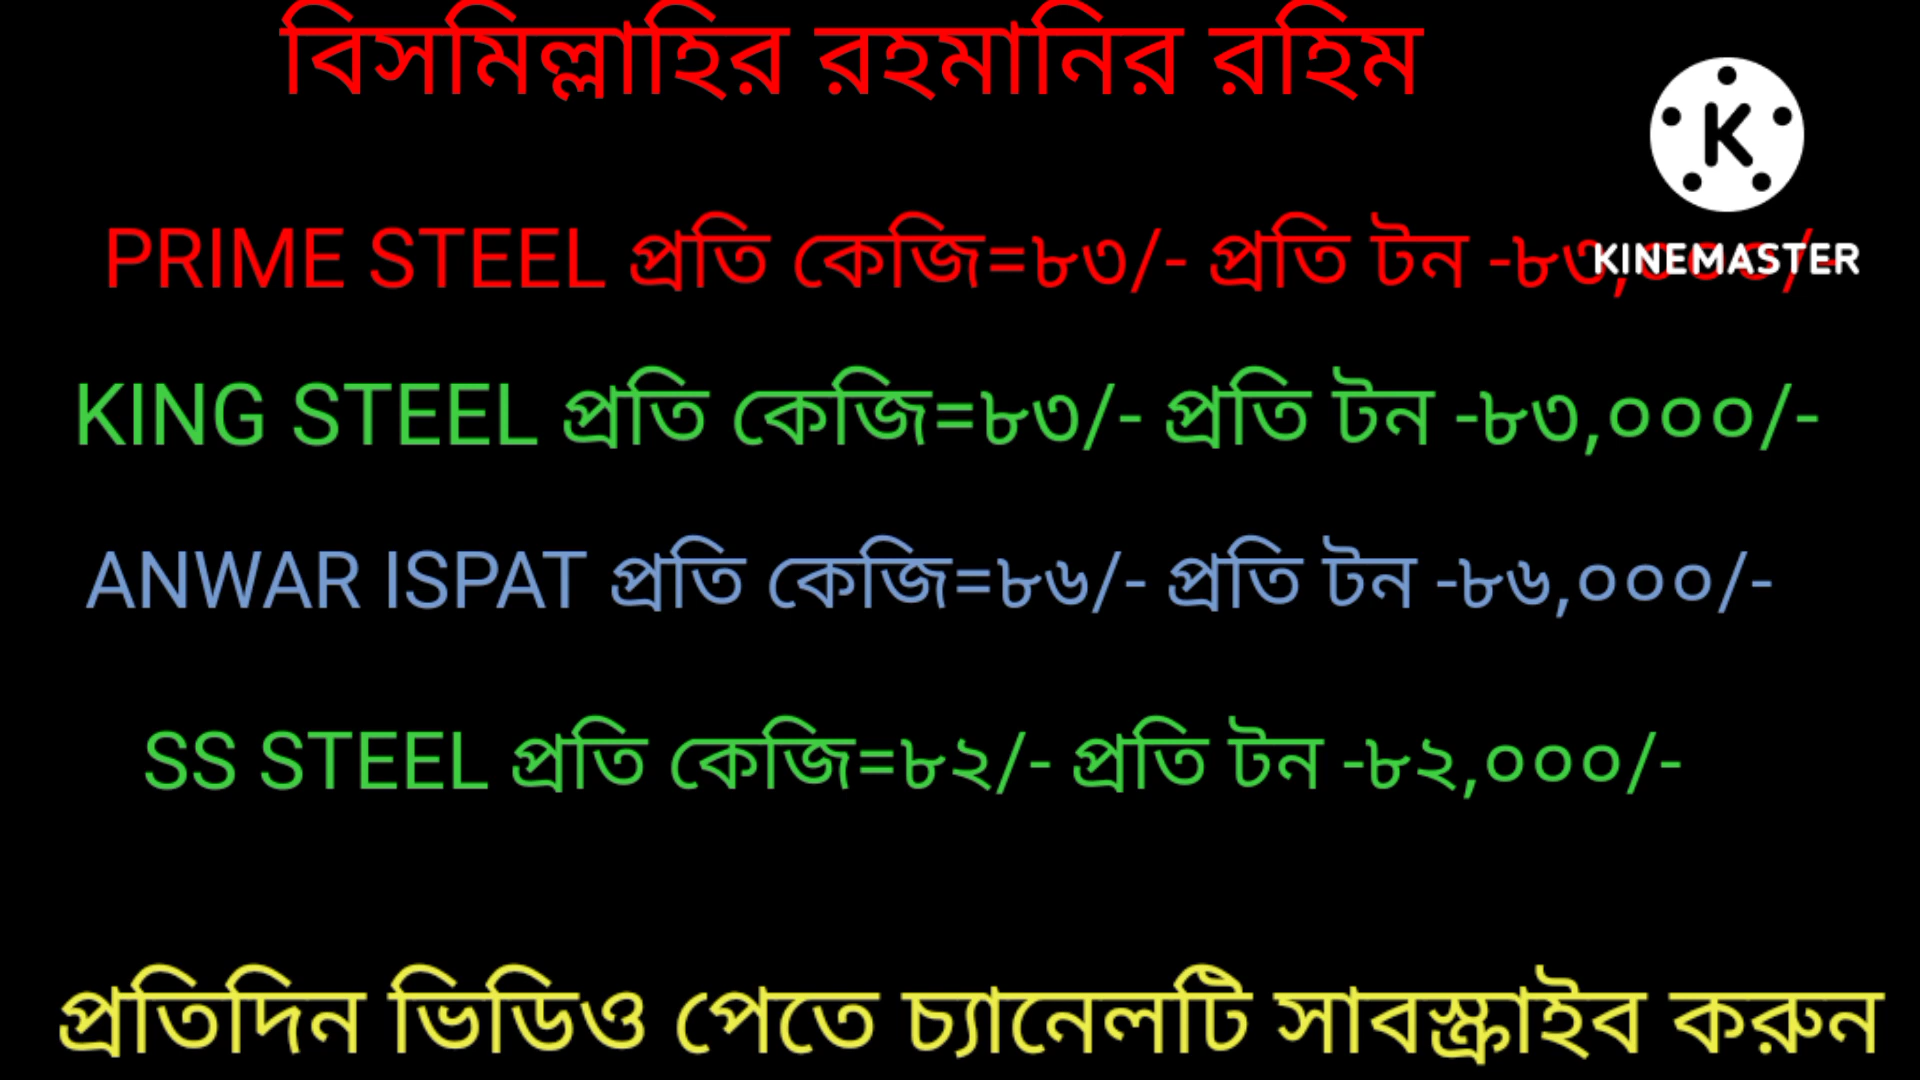 বিসমিল্লাহির রহমানির রহিম
K
PRIME STEEL প্রতি কেজি=৮৩/- প্রতি টন -৮৩,০০০/-
KINEMASTER
KING STEEL প্রতি কেজি=৮৩/- প্রতি টন -৮৩,০০০/-
ANWAR ISPAT প্রতি কেজি=৮৬/- প্রতি টন -৮৬,০০০/-
SS STEEL প্রতি কেজি=৮২/- প্রতি টন -৮২,০০০/-
প্রতিদিন ভিডিও পেতে চ্যানেলটি সাবস্ক্রাইব করুন